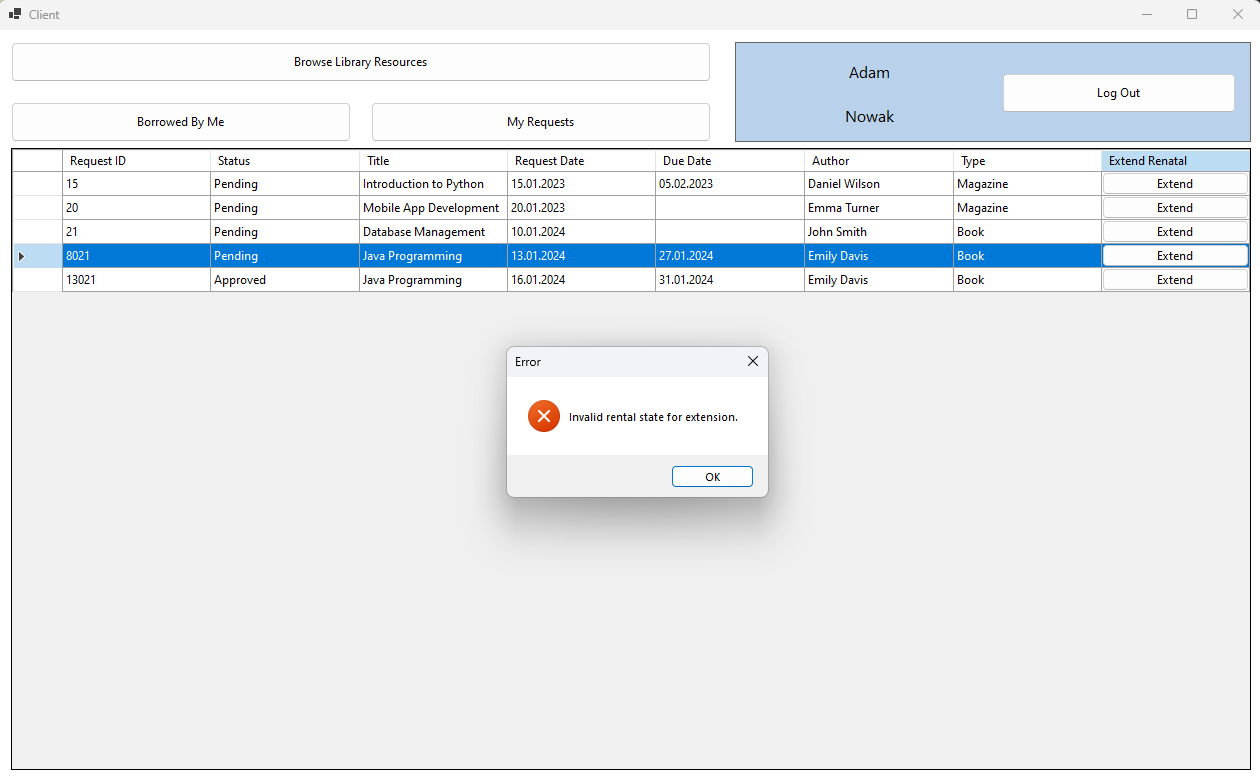 Client
Browse Library Resources
Adam
Log Out
Nowak
Borrowed By Me My Requests
Request ID Status Title Request Date Due Date Author Type Extend Renatal
15 Pending Introduction to Python 15.01.2023 05.02.2023 Daniel Wilson Magazine Extend
20 Pending Mobile App Development 20.01.2023 Emma Turner Magazine Extend
21 Pending Database Management 10.01.2024 John Smith Book Extend
8021 Pending Java Programming 13.01.2024 27.01.2024 Emily Davis Book Extend
13021 Approved Java Programming 16.01.2024 31.01.2024 Emily Davis Book Extend
Error
Invalid rental state for extension.
OK